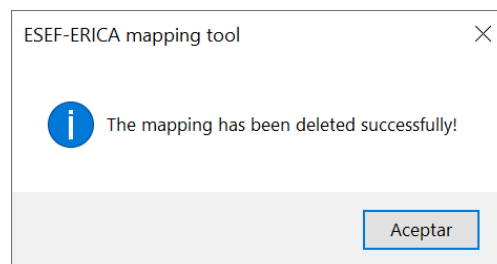 ESEF-ERICA mapping tool
The mapping has been deleted successfully!
Aceptar